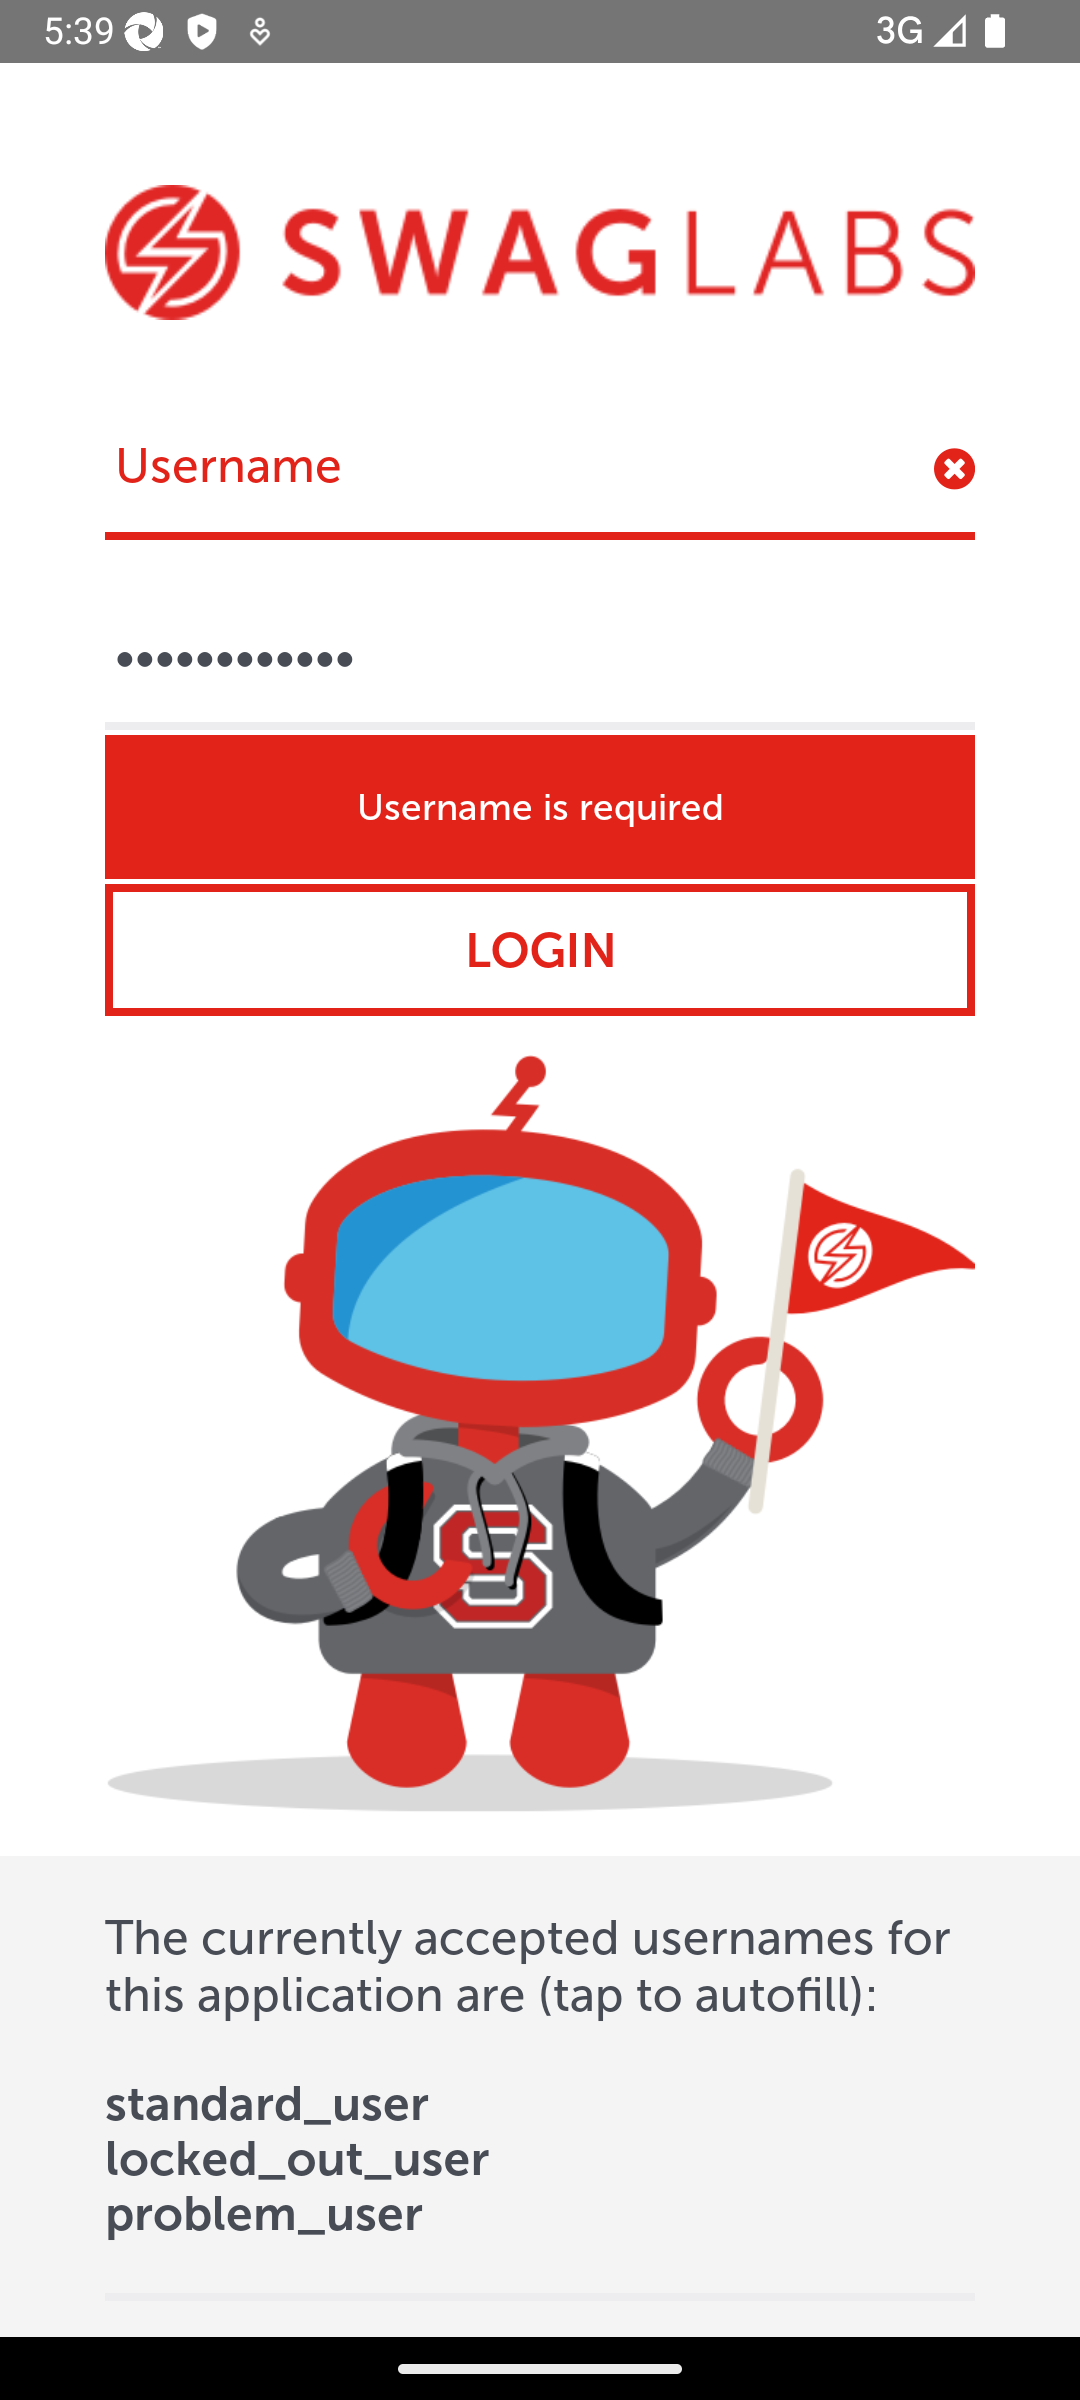 5:39 3G
SWAGLABS
Username
••••••••••••
Username is required
LOGIN
S
The currently accepted usernames for
this application are (tap to autofill):
standard_user
locked_out_user
problem_user